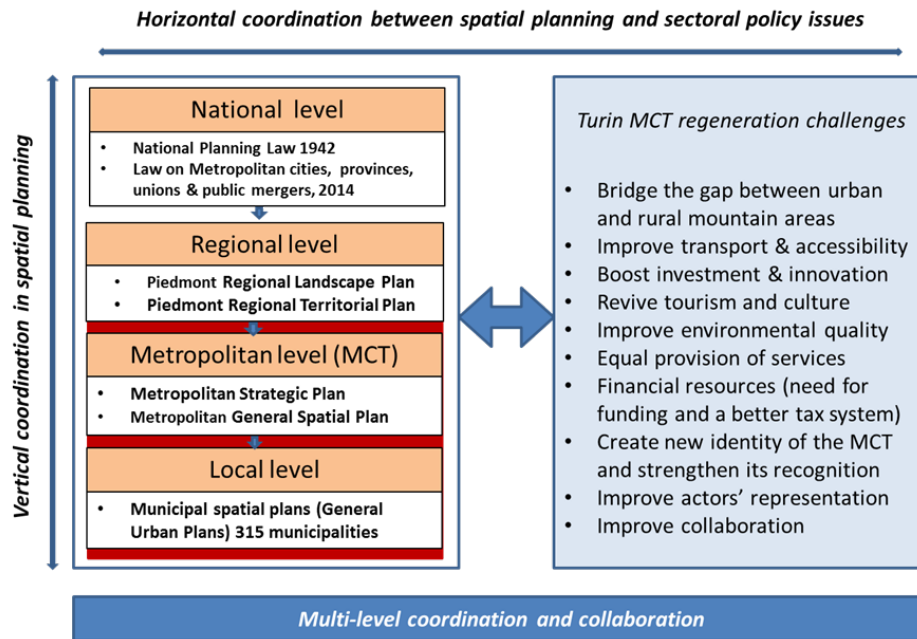 Horizontal coordination between spatial planning and sectoral policy issues
Vertical coordination in spatial planning
National level
• National Planning Law 1942
• Law on Metropolitan cities, provinces,
unions & public mergers, 2014
Regional level
• Piedmont Regional Landscape Plan
• Piedmont Regional Territorial Plan
Metropolitan level (MCT)
• Metropolitan Strategic Plan
• Metropolitan General Spatial Plan
Local level
• Municipal spatial plans (General
Urban Plans) 315 municipalities
Turin MCT regeneration challenges
• Bridge the gap between urban
and rural mountain areas
• Improve transport & accessibility
• Boost investment & innovation
• Revive tourism and culture
• Improve environmental quality
• Equal provision of services
• Financial resources (need for
funding and a better tax system)
• Create new identity of the MCT
and strengthen its recognition
• Improve actors’ representation
• Improve collaboration
Multi-level coordination and collaboration